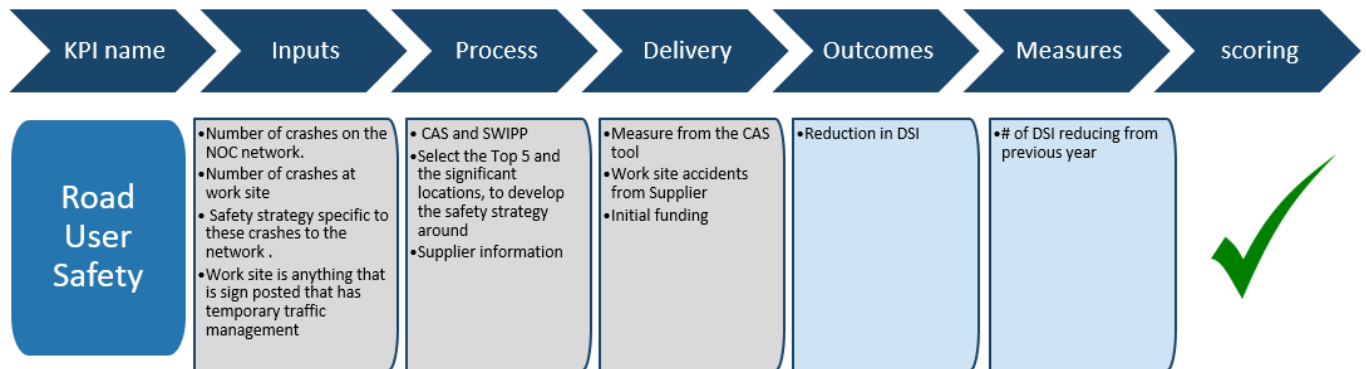 KPI name
Inputs
Process
Delivery
Outcomes
Measures
scoring
Road
User
Safety
•Number of crashes on the
NOC network.
•Number of crashes at
work site
• Safety strategy specific to
these crashes to the
network .
•Work site is anything that
is sign posted that has
temporary traffic
management
• CAS and SWIPP
•Select the Top 5 and
the significant
locations, to develop
the safety strategy
around
•Supplier information
•Measure from the CAS
tool
•Work site accidents
from Supplier
•Initial funding
•Reduction in DSI
•# of DSI reducing from
previous year